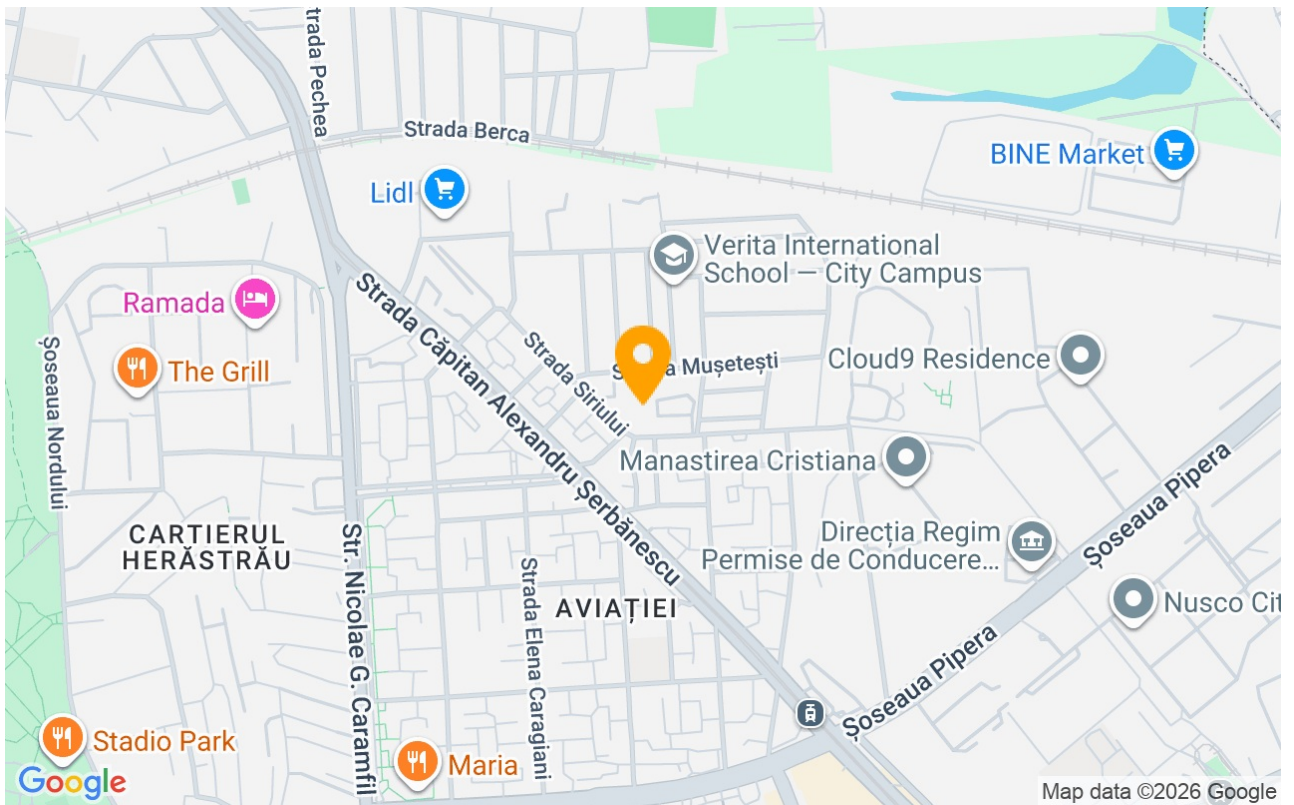 trada Pechea
Strada Berca
BINE Market
Lidl
Verita International
School — City Campus
Ramada
The Grill
Șoseaua Nordului
Strada Căpitan Alexandru Șerbănescu
Strada Siriului
Mușetești
Cloud9 Residence
Manastirea Cristiana
Șoseaua Pipera
CARTIERUL
HERĂSTRĂU
Str. Nicolae G. Caramfil
Strada Elena Caragiani
AVIAȚIEI
Direcția Regim
Permise de Conducere...
Nusco Cit
Șoseaua Pipera
Stadio Park
Maria
Google
Map data ©2026 Google